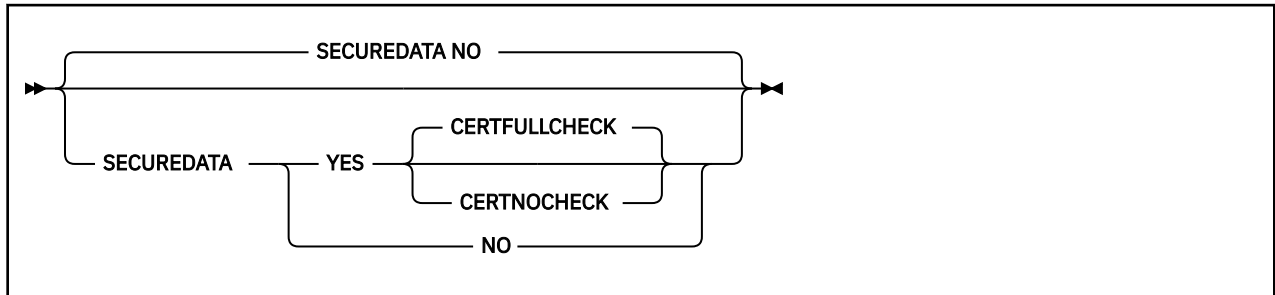 SECUREDATA NO
CERTFULLCHECK
SECUREDATA YES
CERTNOCHECK
NO